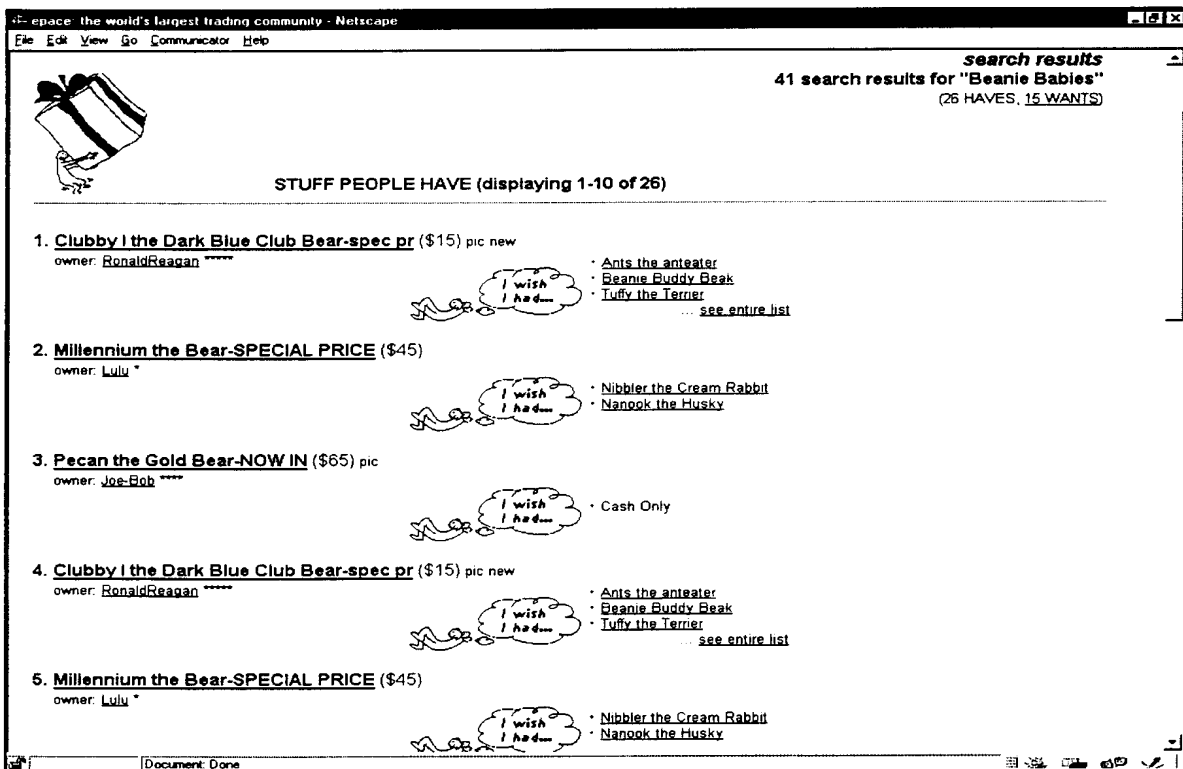 epace: the world's largest trading community - Netscape
File Edit View Go Communicator Help
search results
41 search results for "Beanie Babies"
(26 HAVES, 15 WANTS)
STUFF PEOPLE HAVE (displaying 1-10 of 26)
1. Clubby I the Dark Blue Club Bear-spec pr ($15) pic new
owner: RonaldReagan *****
I wish
I had...
· Ants the anteater
· Beanie Buddy Beak
· Tuffy the Terrier
... see entire list
2. Millennium the Bear-SPECIAL PRICE ($45)
owner: Lulu *
I wish
I had...
· Nibbler the Cream Rabbit
· Nanook the Husky
3. Pecan the Gold Bear-NOW IN ($65) pic
owner: Joe-Bob ****
I wish
I had...
· Cash Only
4. Clubby I the Dark Blue Club Bear-spec pr ($15) pic new
owner: RonaldReagan *****
I wish
I had...
· Ants the anteater
· Beanie Buddy Beak
· Tuffy the Terrier
... see entire list
5. Millennium the Bear-SPECIAL PRICE ($45)
owner: Lulu *
I wish
I had...
· Nibbler the Cream Rabbit
· Nanook the Husky
Document: Done